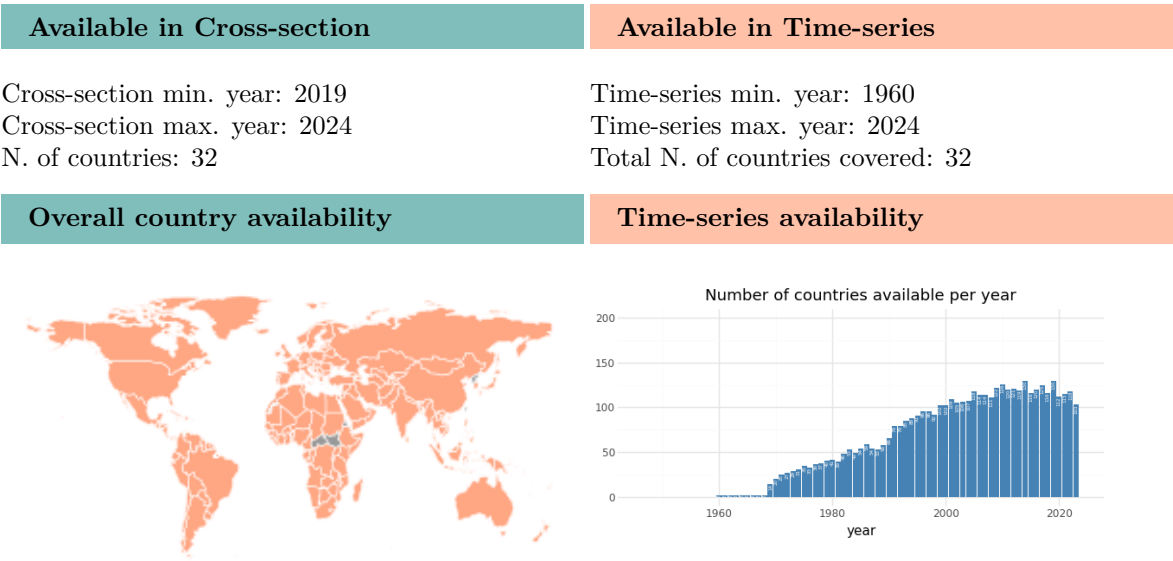 Available in Cross-section
Cross-section min. year: 2019
Cross-section max. year: 2024
N. of countries: 32
Available in Time-series
Time-series min. year: 1960
Time-series max. year: 2024
Total N. of countries covered: 32
Overall country availability
Time-series availability
Number of countries available per year
200
150
100
50
0
1960 1980 2000 2020
year